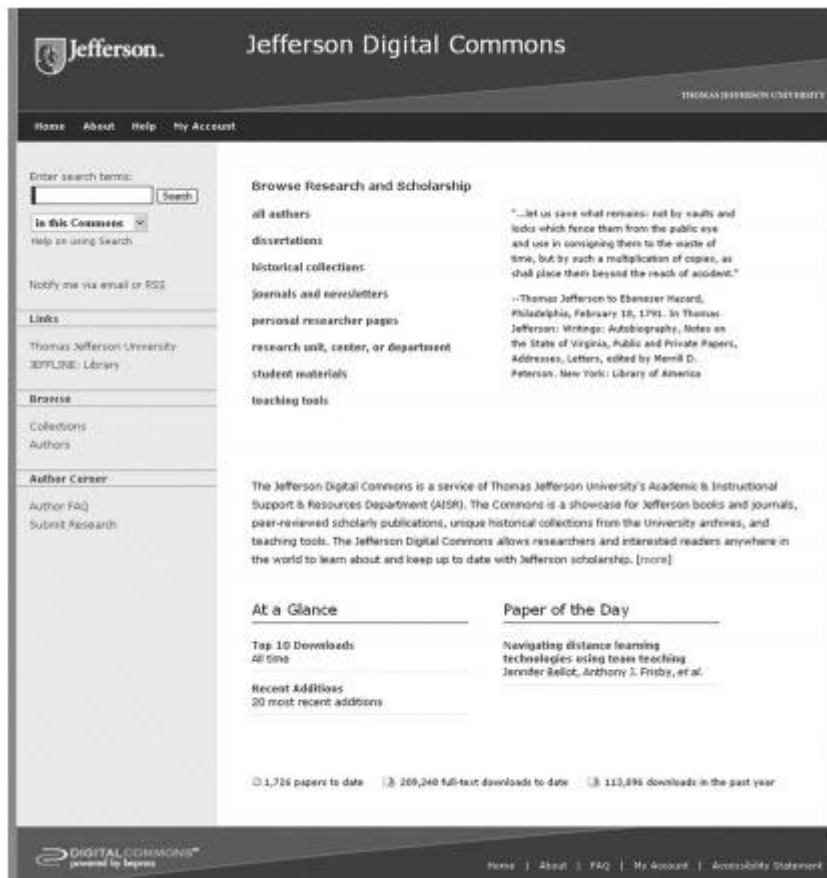 Jefferson.
Jefferson Digital Commons
THOMAS JEFFERSON UNIVERSITY
Home About Help My Account
Enter search terms:
Search
in this Commons
Help on using Search
Notify me via email or RSS
Links
Thomas Jefferson University
JEFFLINE: Library
Browse
Collections
Authors
Author Corner
Author FAQ
Submit Research
Browse Research and Scholarship
all authors
dissertations
historical collections
journals and newsletters
personal researcher pages
research unit, center, or department
student materials
teaching tools
"...let us save what remains: not by vaults and
locks which fence them from the public eye
and use in consigning them to the waste of
time, but by such a multiplication of copies, as
shall place them beyond the reach of accident."
--Thomas Jefferson to Ebenezer Hazard,
Philadelphia, February 18, 1791. In Thomas
Jefferson: Writings: Autobiography, Notes on
the State of Virginia, Public and Private Papers,
Addresses, Letters, edited by Merrill D.
Peterson. New York: Library of America
The Jefferson Digital Commons is a service of Thomas Jefferson University's Academic & Instructional
Support & Resources Department (AISR). The Commons is a showcase for Jefferson books and journals,
peer-reviewed scholarly publications, unique historical collections from the University archives, and
teaching tools. The Jefferson Digital Commons allows researchers and interested readers anywhere in
the world to learn about and keep up to date with Jefferson scholarship. [more]
At a Glance
Top 10 Downloads
All time
Recent Additions
20 most recent additions
Paper of the Day
Navigating distance learning
technologies using team teaching
Jennifer Bellot, Anthony J. Frisby, et al.
1,726 papers to date 209,240 full-text downloads to date 113,896 downloads in the past year
DIGITAL COMMONS™
powered by bepress
Home | About | FAQ | My Account | Accessibility Statement